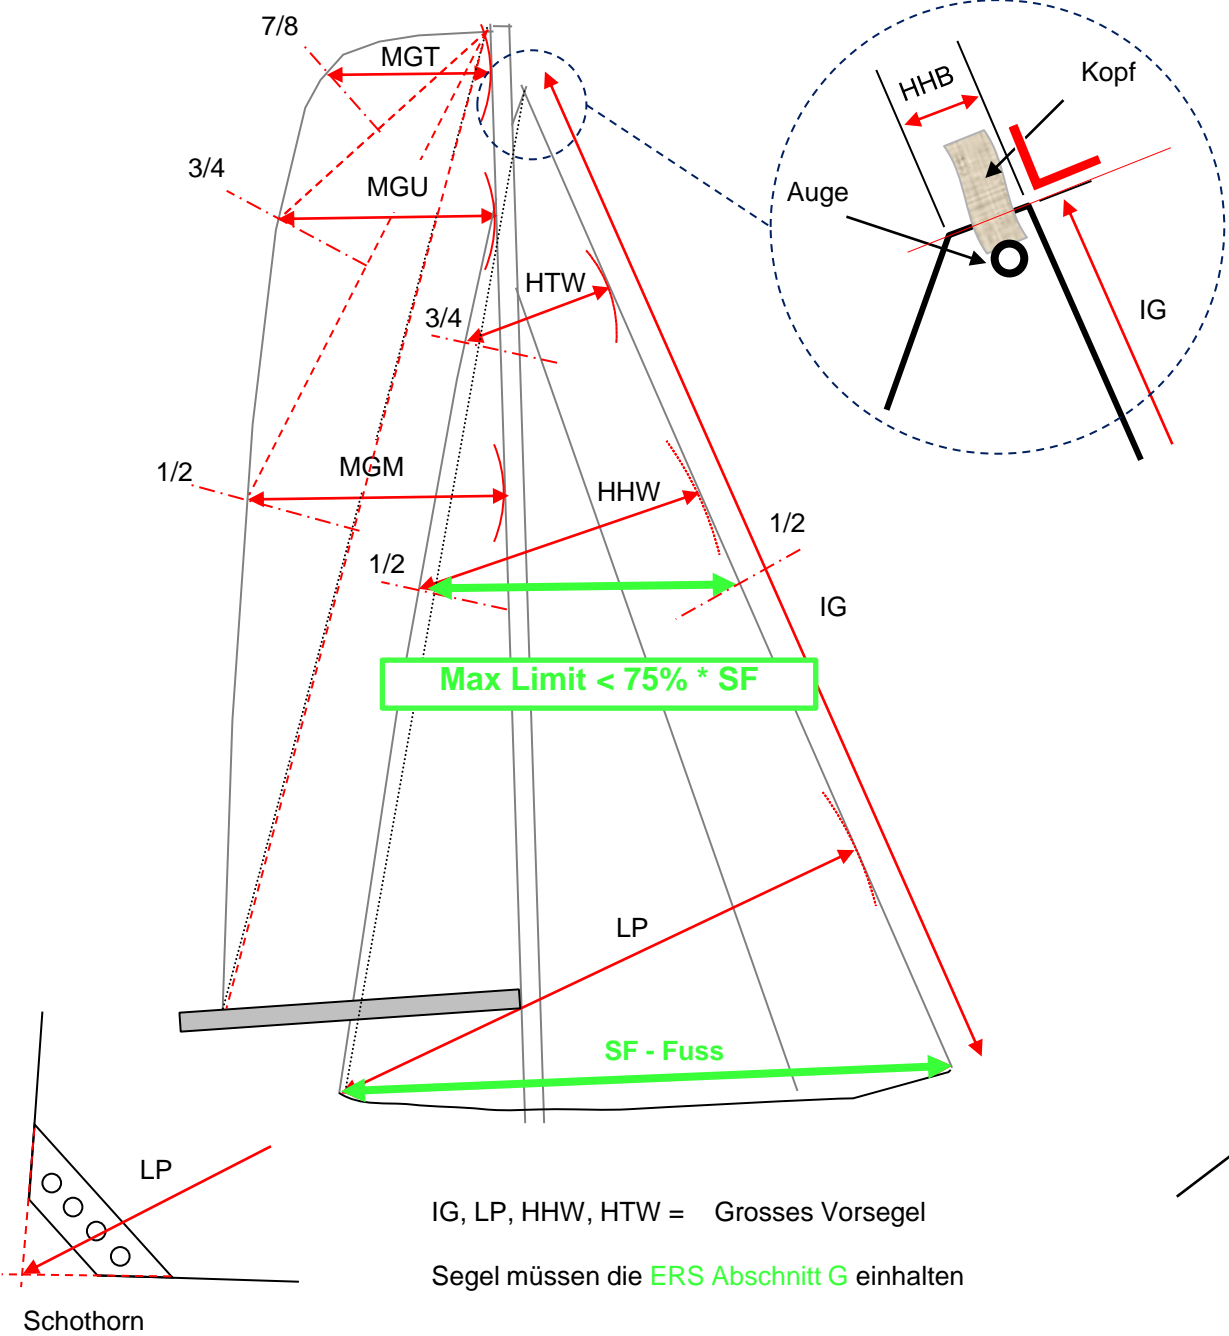 7/8
MGT
HHB
Kopf
3/4
MGU
Auge
HTW
3/4
IG
1/2
MGM
HHW
1/2
1/2
IG
Max Limit < 75% * SF
LP
SF - Fuss
LP
IG, LP, HHW, HTW = Grosses Vorsegel
Segel müssen die ERS Abschnitt G einhalten
Schothorn